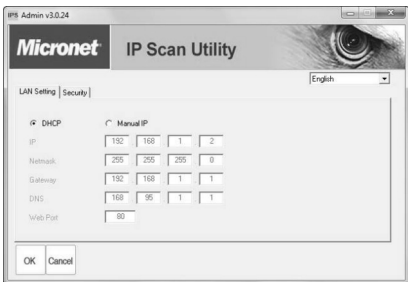 IPS Admin v3.0.24
Micronet IP Scan Utility
English
LAN Setting Security
DHCP Manual IP
IP 192 168 1 2
Netmask 255 255 255 0
Gateway 192 168 1 1
DNS 168 95 1 1
Web Port 80
OK Cancel